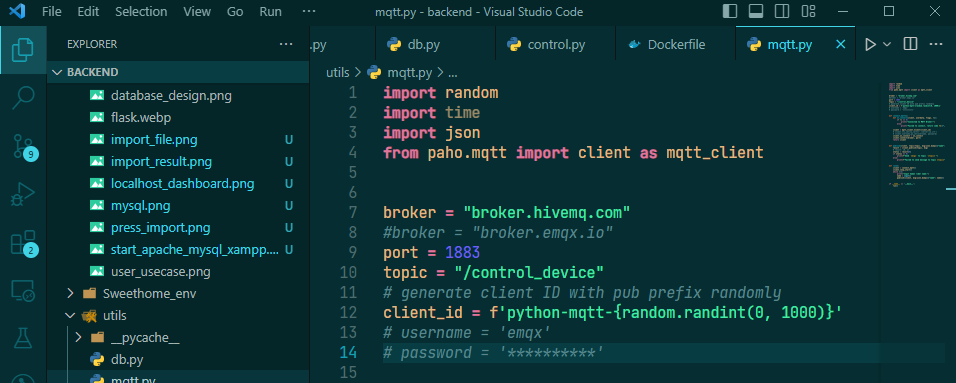 File Edit Selection View Go Run ··· mqtt.py - backend - Visual Studio Code
EXPLORER ···
.py db.py control.py Dockerfile mqtt.py ···
BACKEND
database_design.png
flask.webp
import_file.png U
import_result.png U
localhost_dashboard.png U
mysql.png U
press_import.png U
start_apache_mysql_xampp.... U
user_usecase.png
Sweethome_env
utils
__pycache__
db.py
mqtt.py
9
2
utils > mqtt.py > ...
1 import random
2 import time
3 import json
4 from paho.mqtt import client as mqtt_client
5
6
7 broker = "broker.hivemq.com"
8 #broker = "broker.emqx.io"
9 port = 1883
10 topic = "/control_device"
11 # generate client ID with pub prefix randomly
12 client_id = f'python-mqtt-{random.randint(0, 1000)}'
13 # username = 'emqx'
14 # password = '**********'
15